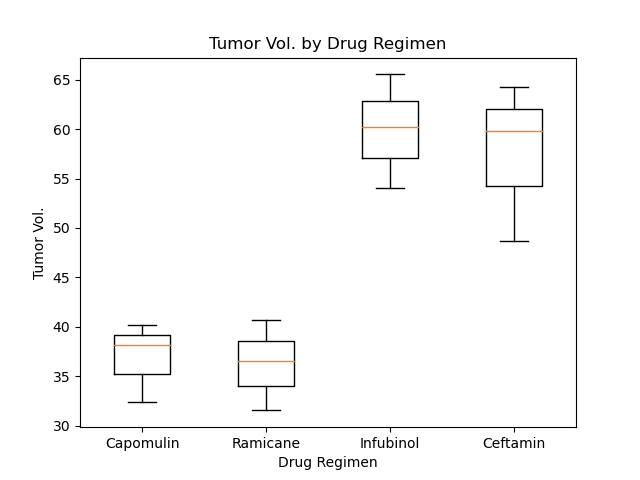 Tumor Vol. by Drug Regimen
65
60
55
50
45
40
35
30
Tumor Vol.
Capomulin Ramicane Infubinol Ceftamin
Drug Regimen